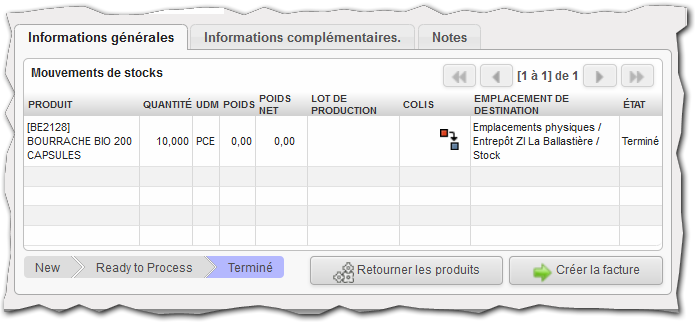 Informations générales
Informations complémentaires.
Notes
Mouvements de stocks
[1 à 1] de 1
PRODUIT QUANTITÉ UDM POIDS POIDS NET LOT DE PRODUCTION COLIS EMPLACEMENT DE DESTINATION ÉTAT
[BE2128]
BOURRACHE BIO 200
CAPSULES
10,000 PCE 0,00 0,00
Emplacements physiques /
Entrepôt ZI La Ballastière /
Stock
Terminé
New
Ready to Process
Terminé
Retourner les produits
Créer la facture